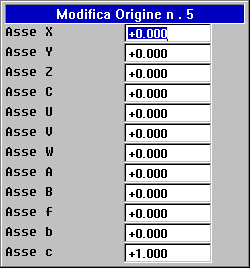 Modifica Origine n . 5
Asse X +0.000
Asse Y +0.000
Asse Z +0.000
Asse C +0.000
Asse U +0.000
Asse V +0.000
Asse W +0.000
Asse A +0.000
Asse B +0.000
Asse f +0.000
Asse b +0.000
Asse c +1.000